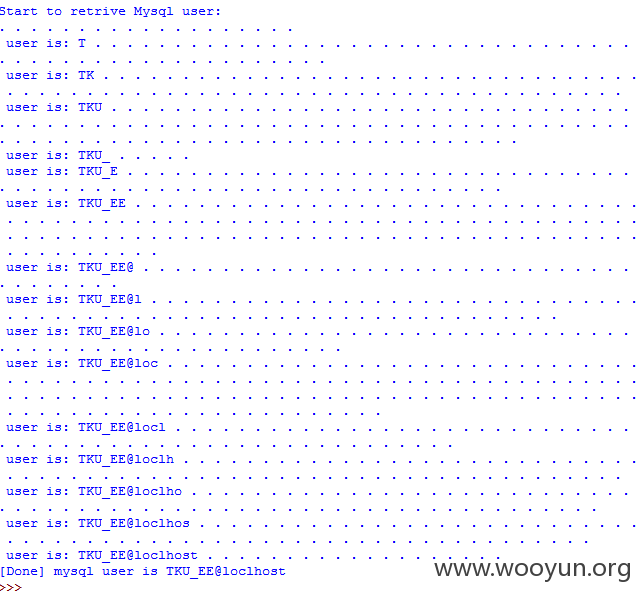 Start to retrive Mysql user:
. . . . . . . . . . . . . . . . . . .
user is: T . . . . . . . . . . . . . . . . . . . . . . . . . . . . . . . . . .
. . . . . . . . . . . . . . . . . . . . .
user is: TK . . . . . . . . . . . . . . . . . . . . . . . . . . . . . . . . . .
. . . . . . . . . . . . . . . . . . . . . . . . . . . . . . . . . . . . . . .
user is: TKU . . . . . . . . . . . . . . . . . . . . . . . . . . . . . . . . .
. . . . . . . . . . . . . . . . . . . . . . . . . . . . . . . . . . . . . . . .
. . . . . . . . . . . . . . . . . . . . . . . . . . . . . . . . .
user is: TKU_ . . . . .
user is: TKU_E . . . . . . . . . . . . . . . . . . . . . . . . . . . . . . . .
. . . . . . . . . . . . . . . . . . . . . . . . . . . . . . . .
user is: TKU_EE . . . . . . . . . . . . . . . . . . . . . . . . . . . . . . . .
. . . . . . . . . . . . . . . . . . . . . . . . . . . . . . . . . . . . . . . .
. . . . . . . . . . . . . . . . . . . . . . . . . . . . . . . . . . . . . . . .
. . . . . . . . . .
user is: TKU_EE@ . . . . . . . . . . . . . . . . . . . . . . . . . . . . . . .
. . . . . . . .
user is: TKU_EE@l . . . . . . . . . . . . . . . . . . . . . . . . . . . . . . .
. . . . . . . . . . . . . . . . . . . . . . . . . . . . . . . . . . .
user is: TKU_EE@lo . . . . . . . . . . . . . . . . . . . . . . . . . . . . . .
. . . . . . . . . . . . . . . . . . . . . .
user is: TKU_EE@loc . . . . . . . . . . . . . . . . . . . . . . . . . . . . . .
. . . . . . . . . . . . . . . . . . . . . . . . . . . . . . . . . . . . . . . .
. . . . . . . . . . . . . . . . . . . . . . . . . . . . . . . . . . . . . . . .
. . . . . . . . . . . . . . . . . . . . . . . .
user is: TKU_EE@locl . . . . . . . . . . . . . . . . . . . . . . . . . . . . .
. . . . . . . . . . . . . . . . . . . . . . . . . . . . .
user is: TKU_EE@loclh . . . . . . . . . . . . . . . . . . . . . . . . . . . . .
. . . . . . . . . . . . . . . . . . . . . . . . . . . . . . . . . . . . . . .
user is: TKU_EE@loclho . . . . . . . . . . . . . . . . . . . . . . . . . . . .
. . . . . . . . . . . . . . . . . . . . . . . . . . . . . . . . . . . . . .
user is: TKU_EE@loclhos . . . . . . . . . . . . . . . . . . . . . . . . . . . .
. . . . . . . . . . . . . . . . . . . . . . . . . . . . . . . . . . . . .
user is: TKU_EE@loclhost . . . . . . . . . . . . . . . . . . . . .
[Done] mysql user is TKU_EE@loclhost
>>>
www.wooyun.org